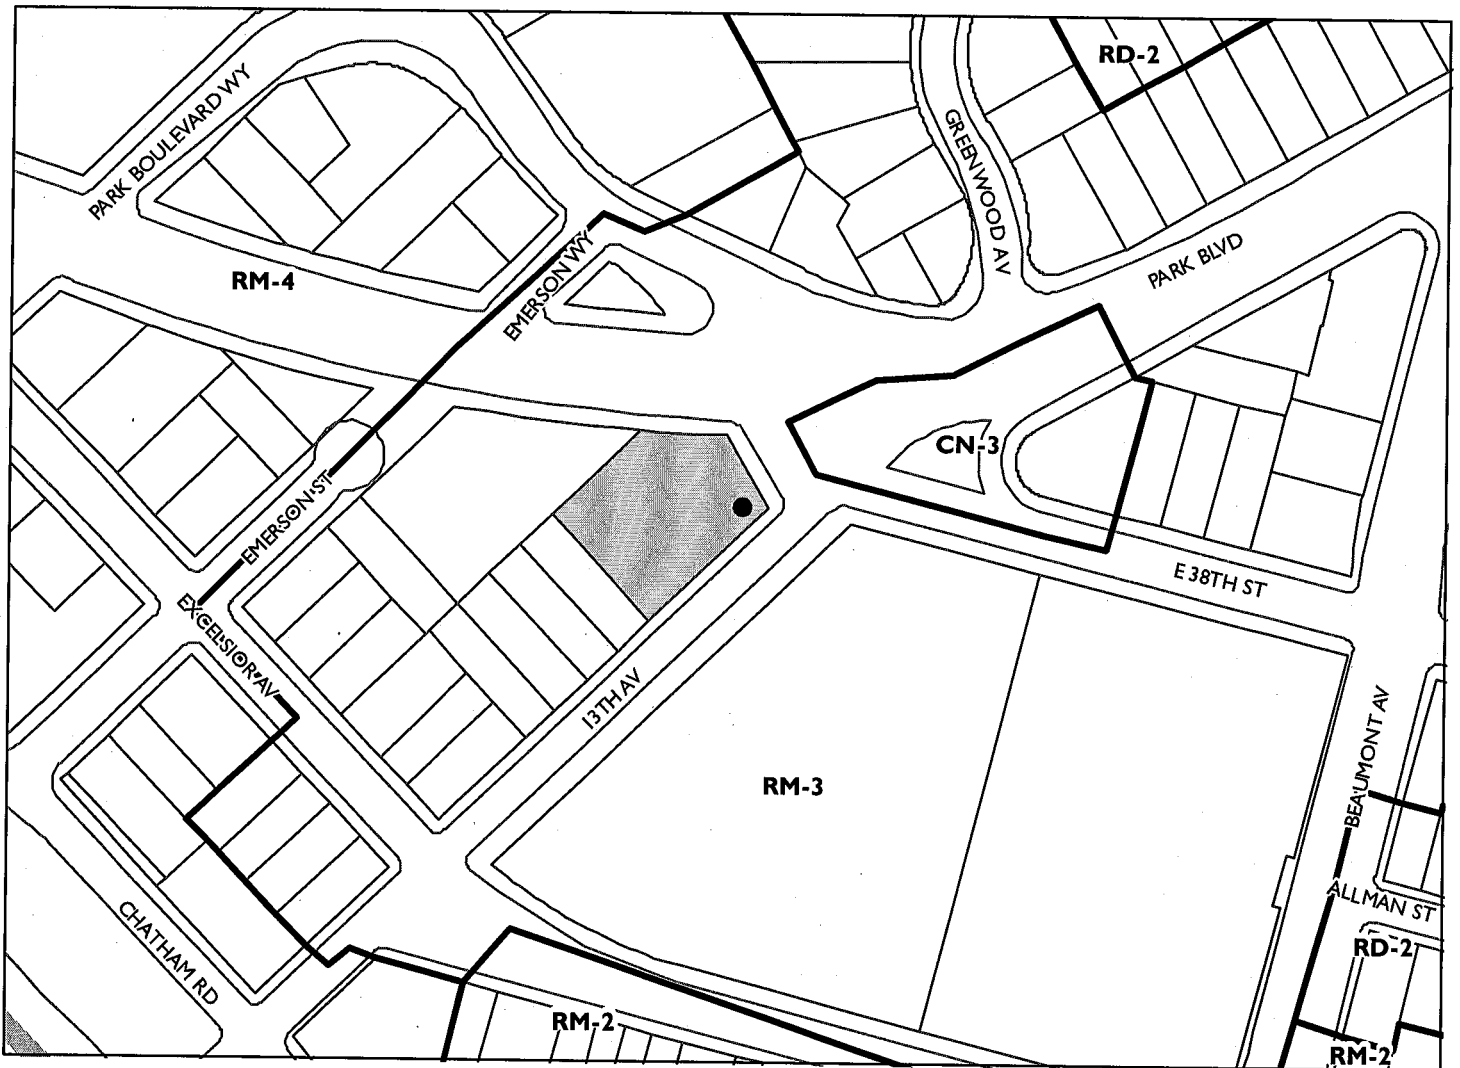 RD-2
PARK BOULEVARD WY
GREENWOOD AV
PARK BLVD
EMERSON WY
RM-4
CN-3
EMERSON ST
E 38TH ST
EXCELSIOR AV
13TH AV
BEAUMONT AV
RM-3
ALLMAN ST
CHATHAM RD
RD-2
RM-2
RM-2